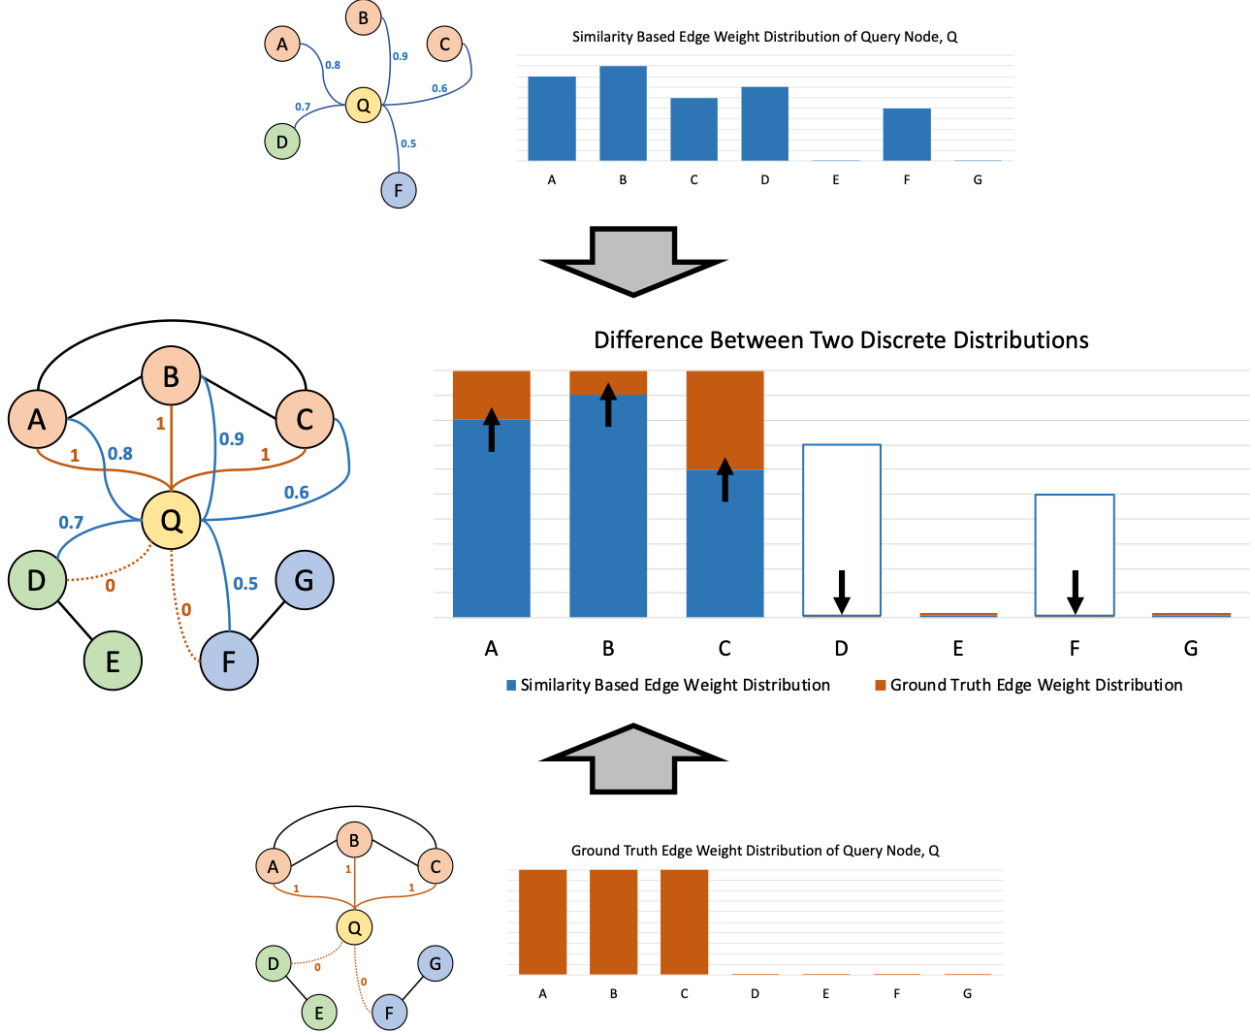 B
A
C
0.8
0.9
0.6
0.7
Q
D
0.5
F
Similarity Based Edge Weight Distribution of Query Node, Q
A B C D E F G
B
A
C
1
1
0.8
0.9
1
0.6
0.7
Q
D
0
0
0.5
G
E
F
Difference Between Two Discrete Distributions
A B C D E F G
Similarity Based Edge Weight Distribution Ground Truth Edge Weight Distribution
B
A
C
1
1
1
Q
D
0
0
G
E
F
Ground Truth Edge Weight Distribution of Query Node, Q
A B C D E F G